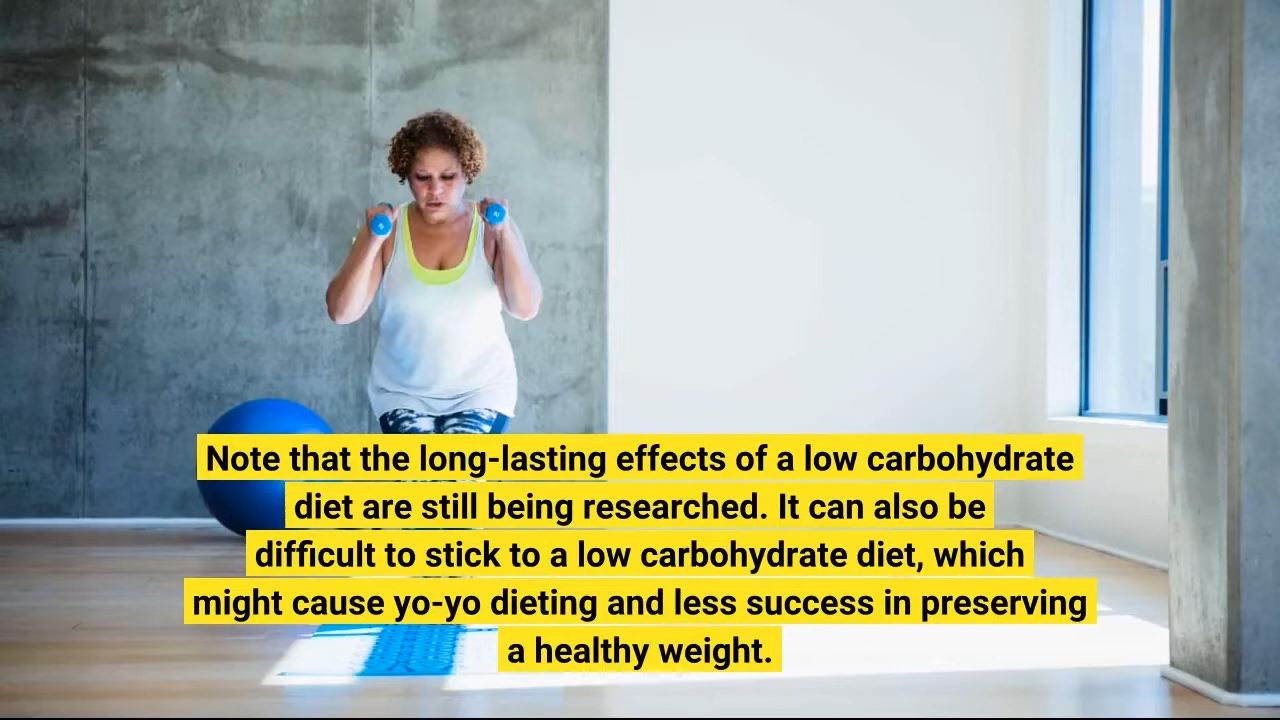 Note that the long-lasting effects of a low carbohydrate
diet are still being researched. It can also be
difficult to stick to a low carbohydrate diet, which
might cause yo-yo dieting and less success in preserving
a healthy weight.